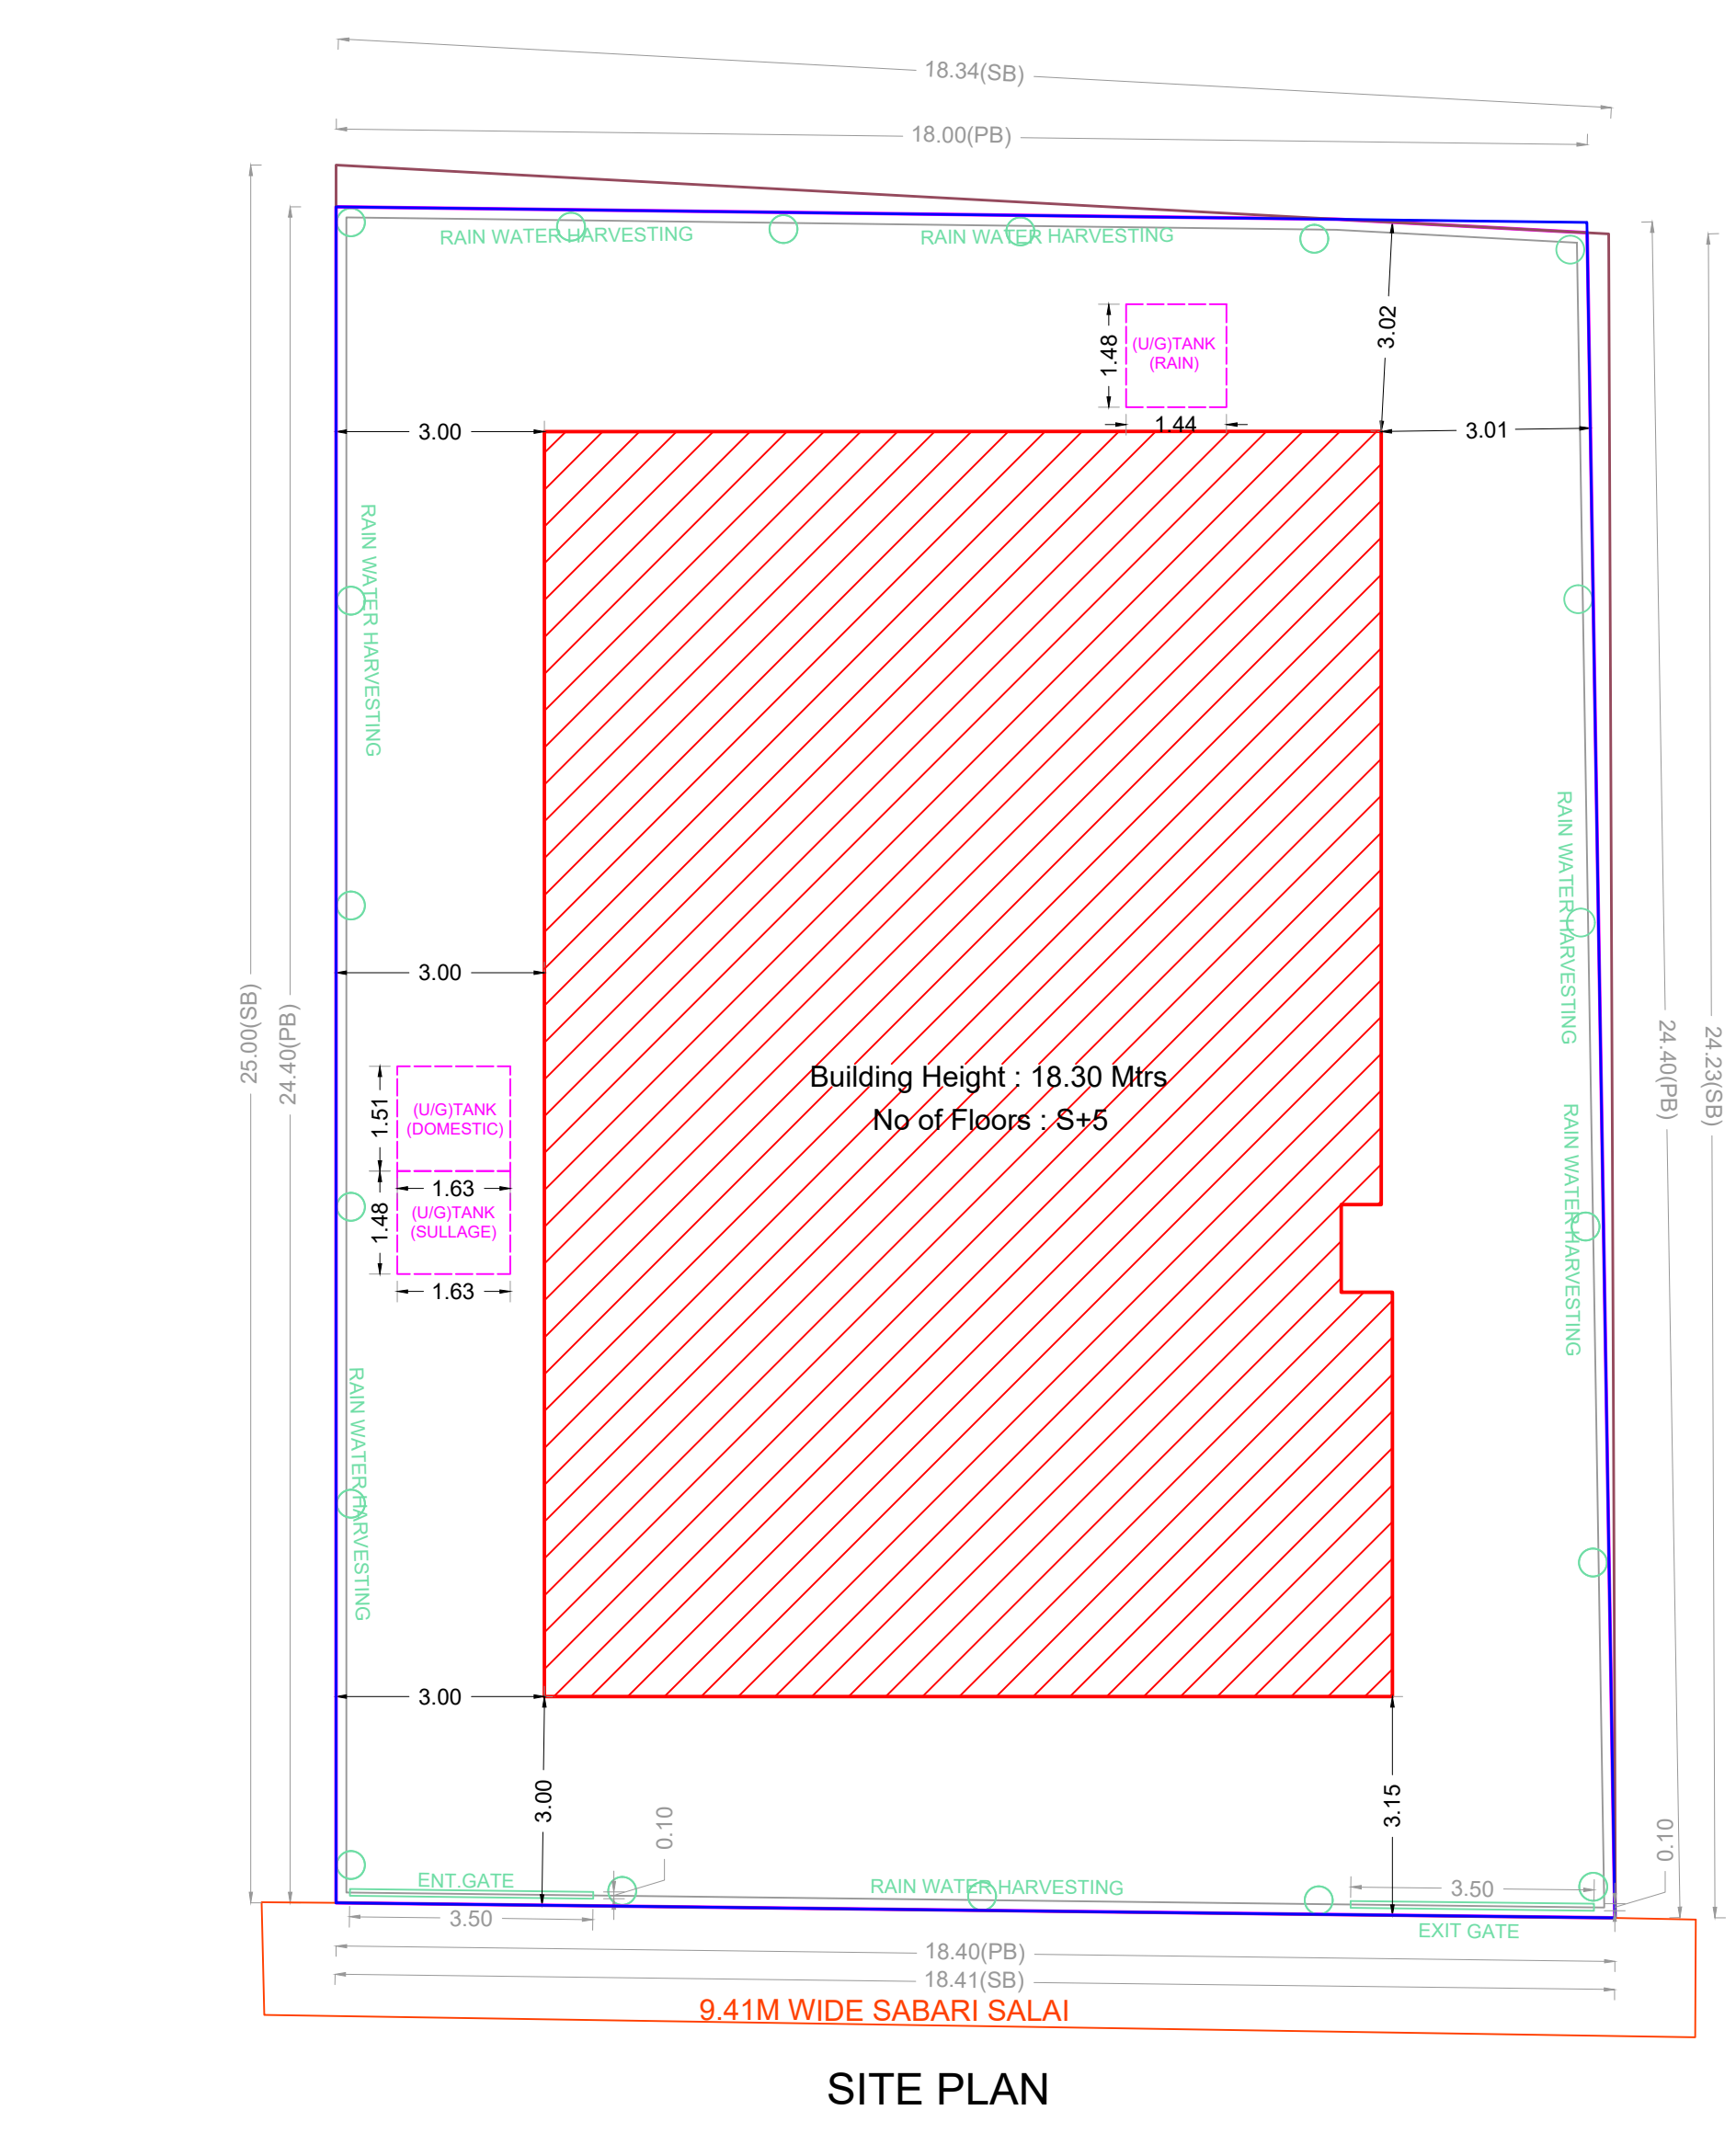 18.34(SB)
18.00(PB)
RAIN WATER HARVESTING
RAIN WATER HARVESTING
3.02
1.48
(U/G)TANK
(RAIN)
1.44
3.00
3.01
RAIN WATER HARVESTING
RAIN WATER HARVESTING
3.00
25.00(SB)
24.40(PB)
24.40(PB)
24.23(SB)
Building Height : 18.30 Mtrs
No of Floors : S+5
1.51
(U/G)TANK
(DOMESTIC)
1.63
1.48
(U/G)TANK
(SULLAGE)
1.63
RAIN WATER HARVESTING
RAIN WATER HARVESTING
3.00
3.00
0.10
3.15
0.10
ENT.GATE
RAIN WATER HARVESTING
3.50
3.50
EXIT GATE
18.40(PB)
18.41(SB)
9.41M WIDE SABARI SALAI
SITE PLAN